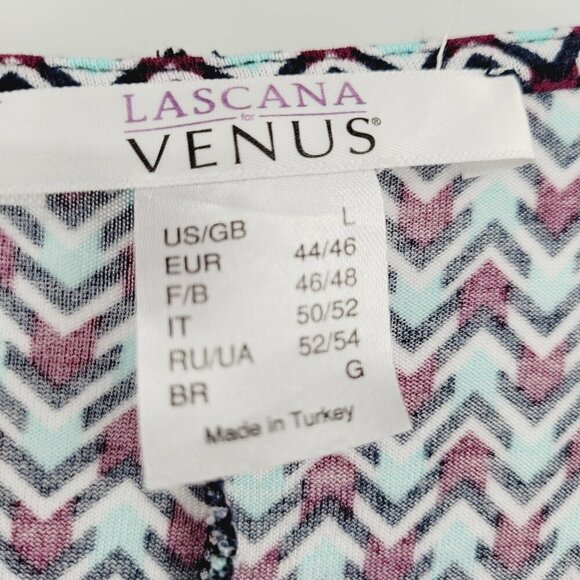 LASCANA
for
VENUS®
US/GB L
EUR 44/46
F/B 46/48
IT 50/52
RU/UA 52/54
BR G
Made in Turkey